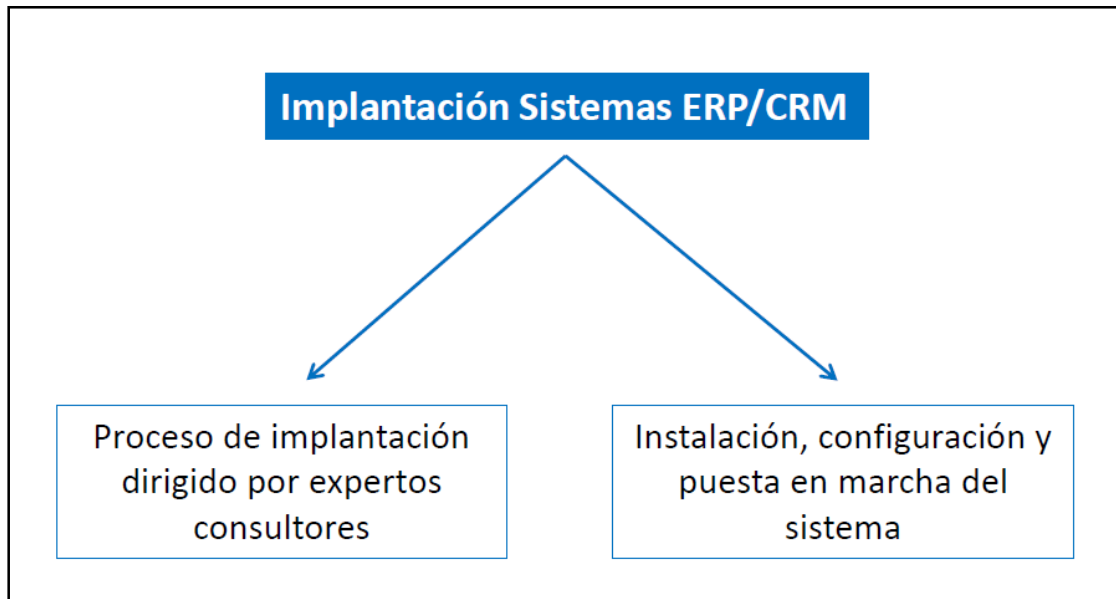 Implantación Sistemas ERP/CRM
Proceso de implantación
dirigido por expertos
consultores
Instalación, configuración y
puesta en marcha del
sistema